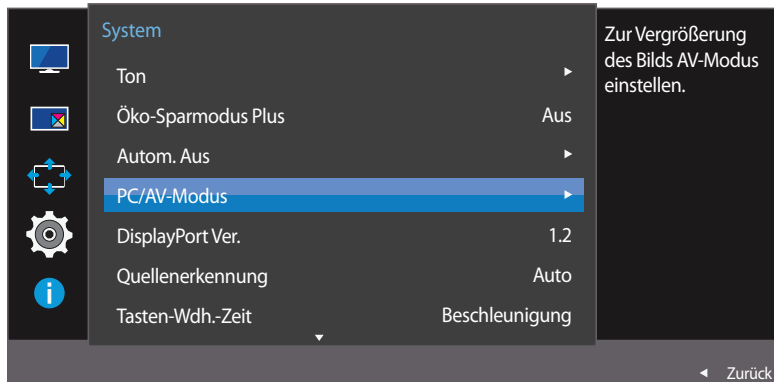 System
Ton
Öko-Sparmodus Plus Aus
Autom. Aus
PC/AV-Modus
DisplayPort Ver. 1.2
Quellenerkennung Auto
Tasten-Wdh.-Zeit Beschleunigung
Zur Vergrößerung
des Bilds AV-Modus
einstellen.
Zurück